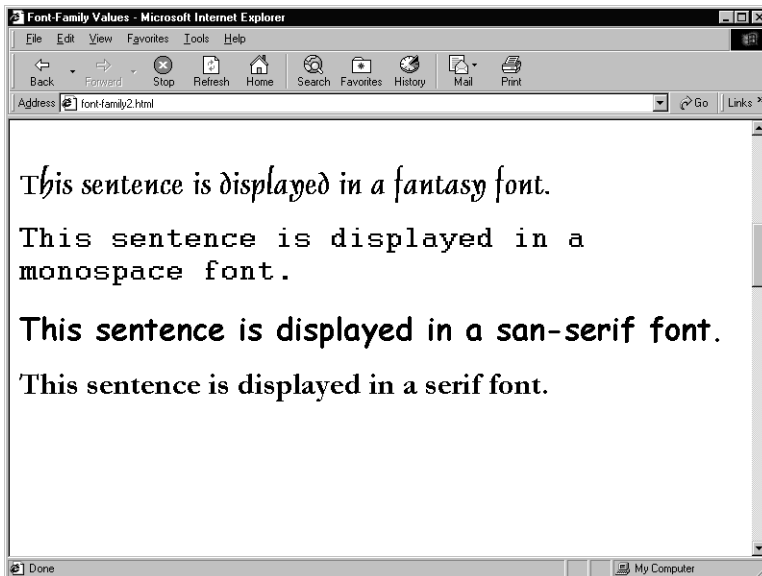 Font-Family Values - Microsoft Internet Explorer
File Edit View Favorites Tools Help
Back Forward Stop Refresh Home Search Favorites History Mail Print
Address font-family2.html Go Links »
This sentence is displayed in a fantasy font.
This sentence is displayed in a
monospace font.
This sentence is displayed in a san-serif font.
This sentence is displayed in a serif font.
Done My Computer